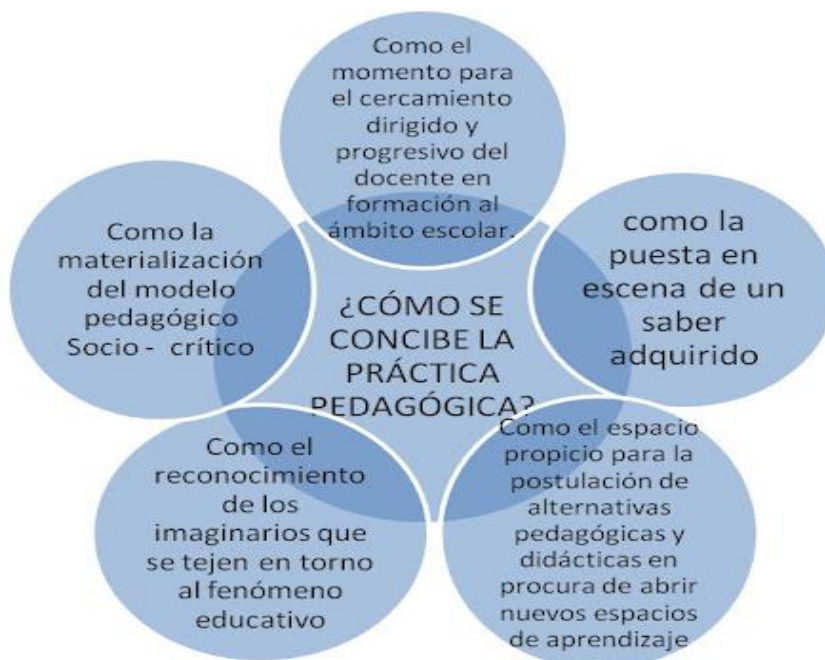 Como el
momento para
el cercamiento
dirigido y
progresivo del
docente en
formación al
ámbito escolar.
como la
puesta en
escena de un
saber
adquirido
Como el espacio
propicio para la
postulación de
alternativas
pedagógicas y
didácticas en
procura de abrir
nuevos espacios
de aprendizaje
Como el
reconocimiento
de los
imaginarios que
se tejen en torno
al fenómeno
educativo
Como la
materialización
del modelo
pedagógico
Socio - crítico
¿CÓMO SE
CONCIBE LA
PRÁCTICA
PEDAGÓGICA?